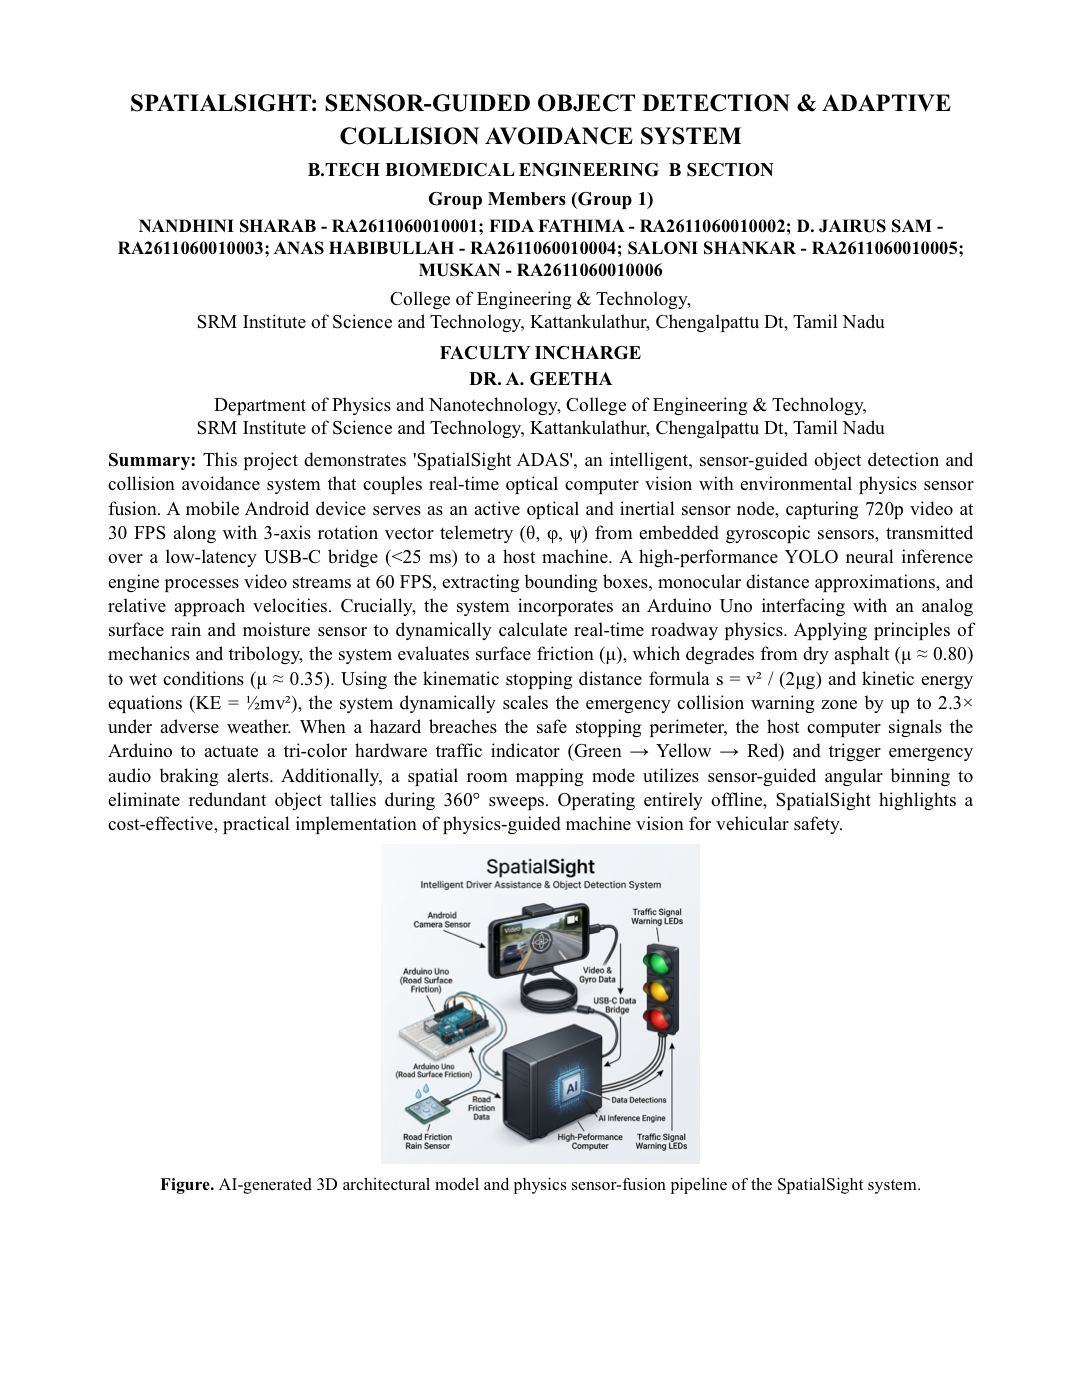 SPATIALSIGHT: SENSOR-GUIDED OBJECT DETECTION & ADAPTIVE
COLLISION AVOIDANCE SYSTEM
B.TECH BIOMEDICAL ENGINEERING B SECTION
Group Members (Group 1)
NANDHINI SHARAB - RA2611060010001; FIDA FATHIMA - RA2611060010002; D. JAIRUS SAM -
RA2611060010003; ANAS HABIBULLAH - RA2611060010004; SALONI SHANKAR - RA2611060010005;
MUSKAN - RA2611060010006
College of Engineering & Technology,
SRM Institute of Science and Technology, Kattankulathur, Chengalpattu Dt, Tamil Nadu
FACULTY INCHARGE
DR. A. GEETHA
Department of Physics and Nanotechnology, College of Engineering & Technology,
SRM Institute of Science and Technology, Kattankulathur, Chengalpattu Dt, Tamil Nadu
Summary: This project demonstrates 'SpatialSight ADAS', an intelligent, sensor-guided object detection and
collision avoidance system that couples real-time optical computer vision with environmental physics sensor
fusion. A mobile Android device serves as an active optical and inertial sensor node, capturing 720p video at
30 FPS along with 3-axis rotation vector telemetry (θ, φ, ψ) from embedded gyroscopic sensors, transmitted
over a low-latency USB-C bridge (<25 ms) to a host machine. A high-performance YOLO neural inference
engine processes video streams at 60 FPS, extracting bounding boxes, monocular distance approximations, and
relative approach velocities. Crucially, the system incorporates an Arduino Uno interfacing with an analog
surface rain and moisture sensor to dynamically calculate real-time roadway physics. Applying principles of
mechanics and tribology, the system evaluates surface friction (μ), which degrades from dry asphalt (μ ≈ 0.80)
to wet conditions (μ ≈ 0.35). Using the kinematic stopping distance formula s = v² / (2μg) and kinetic energy
equations (KE = ½mv²), the system dynamically scales the emergency collision warning zone by up to 2.3×
under adverse weather. When a hazard breaches the safe stopping perimeter, the host computer signals the
Arduino to actuate a tri-color hardware traffic indicator (Green → Yellow → Red) and trigger emergency
audio braking alerts. Additionally, a spatial room mapping mode utilizes sensor-guided angular binning to
eliminate redundant object tallies during 360° sweeps. Operating entirely offline, SpatialSight highlights a
cost-effective, practical implementation of physics-guided machine vision for vehicular safety.
SpatialSight
Intelligent Driver Assistance & Object Detection System
Android
Camera Sensor
Traffic Signal
Warning LEDs
Video
Arduino Uno
(Road Surface
Friction)
Video &
Gyro Data
USB-C Data
Bridge
Arduino Uno
(Road Surface Friction)
AI
Road
Friction
Data
Data Detections
AI Inference Engine
Road Friction
Rain Sensor
High-Peformance
Computer
Traffic Signal
Warning LEDs
Figure. AI-generated 3D architectural model and physics sensor-fusion pipeline of the SpatialSight system.